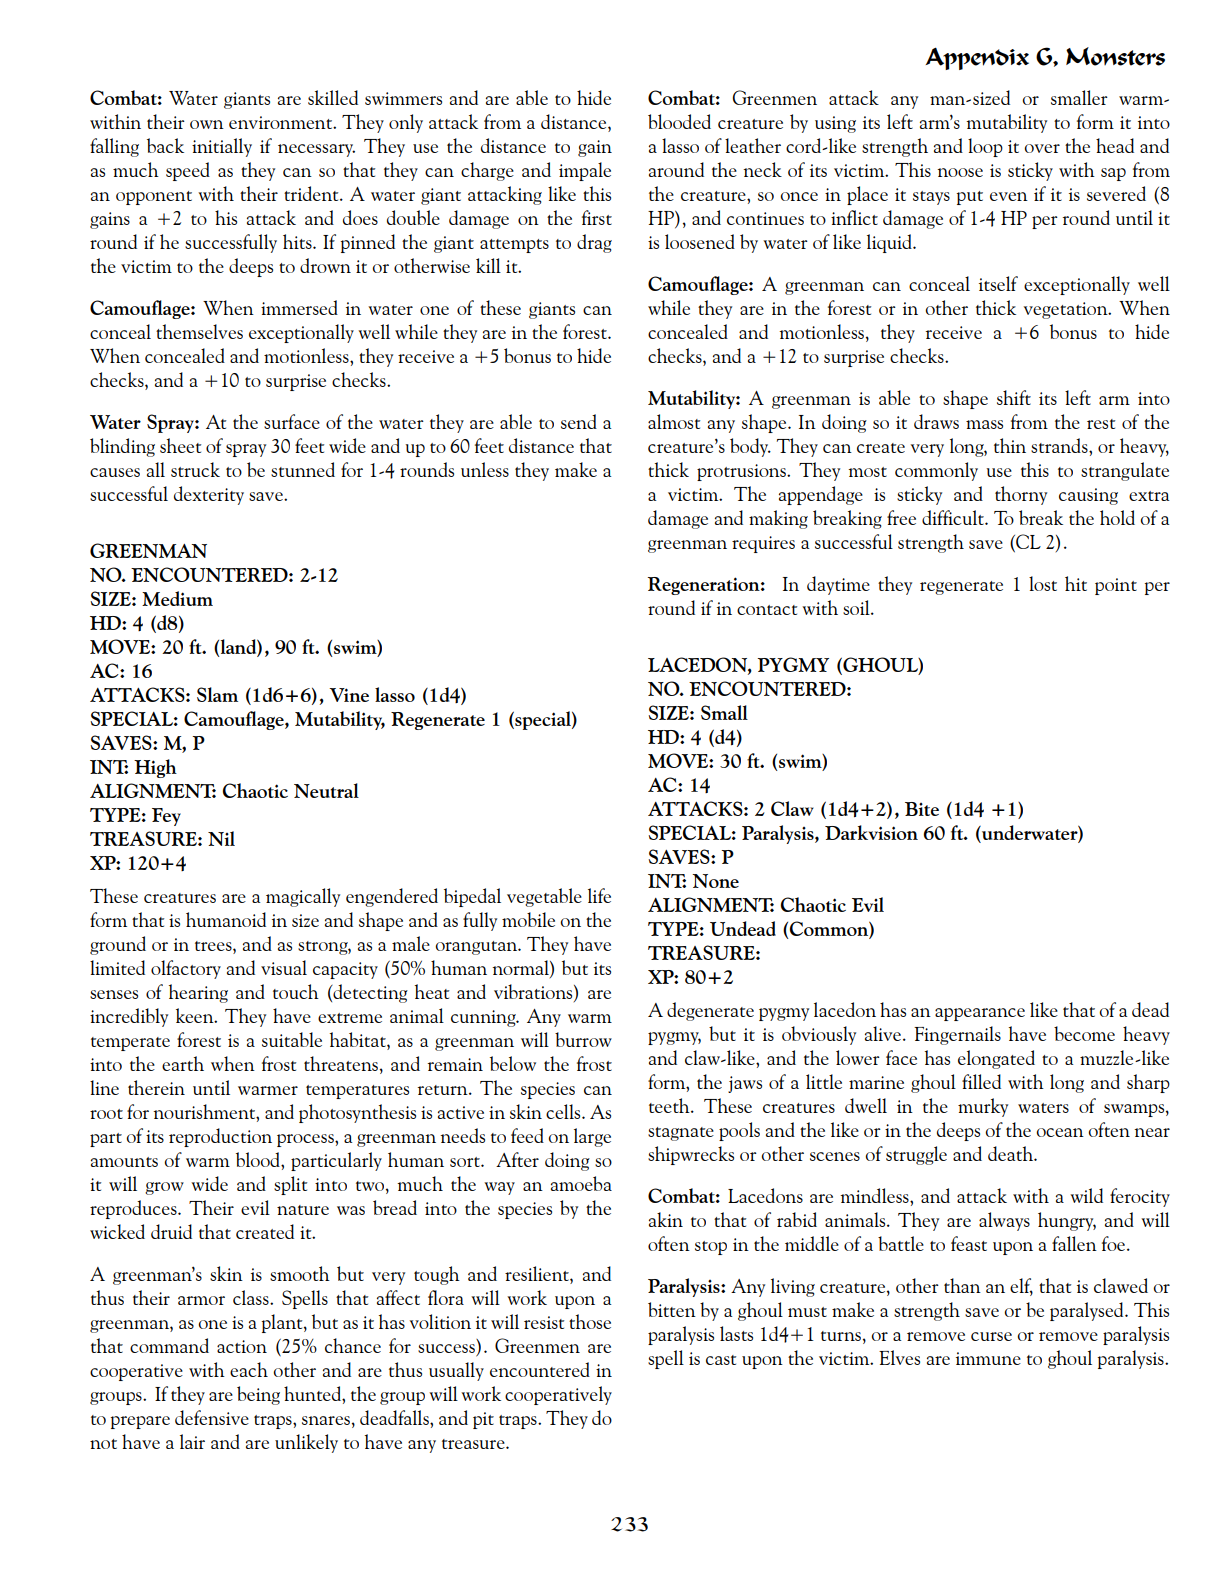 Appendix G, Monsters
Combat: Water giants are skilled swimmers and are able to hide
within their own environment. They only attack from a distance,
falling back initially if necessary. They use the distance to gain
as much speed as they can so that they can charge and impale
an opponent with their trident. A water giant attacking like this
gains a +2 to his attack and does double damage on the first
round if he successfully hits. If pinned the giant attempts to drag
the victim to the deeps to drown it or otherwise kill it.
Camouflage: When immersed in water one of these giants can
conceal themselves exceptionally well while they are in the forest.
When concealed and motionless, they receive a +5 bonus to hide
checks, and a +10 to surprise checks.
Water Spray: At the surface of the water they are able to send a
blinding sheet of spray 30 feet wide and up to 60 feet distance that
causes all struck to be stunned for 1-4 rounds unless they make a
successful dexterity save.
GREENMAN
NO. ENCOUNTERED: 2-12
SIZE: Medium
HD: 4 (d8)
MOVE: 20 ft. (land), 90 ft. (swim)
AC: 16
ATTACKS: Slam (1d6+6), Vine lasso (1d4)
SPECIAL: Camouflage, Mutability, Regenerate 1 (special)
SAVES: M, P
INT: High
ALIGNMENT: Chaotic Neutral
TYPE: Fey
TREASURE: Nil
XP: 120+4
These creatures are a magically engendered bipedal vegetable life
form that is humanoid in size and shape and as fully mobile on the
ground or in trees, and as strong, as a male orangutan. They have
limited olfactory and visual capacity (50% human normal) but its
senses of hearing and touch (detecting heat and vibrations) are
incredibly keen. They have extreme animal cunning. Any warm
temperate forest is a suitable habitat, as a greenman will burrow
into the earth when frost threatens, and remain below the frost
line therein until warmer temperatures return. The species can
root for nourishment, and photosynthesis is active in skin cells. As
part of its reproduction process, a greenman needs to feed on large
amounts of warm blood, particularly human sort. After doing so
it will grow wide and split into two, much the way an amoeba
reproduces. Their evil nature was bread into the species by the
wicked druid that created it.
A greenman's skin is smooth but very tough and resilient, and
thus their armor class. Spells that affect flora will work upon a
greenman, as one is a plant, but as it has volition it will resist those
that command action (25% chance for success). Greenmen are
cooperative with each other and are thus usually encountered in
groups. If they are being hunted, the group will work cooperatively
to prepare defensive traps, snares, deadfalls, and pit traps. They do
not have a lair and are unlikely to have any treasure.
Combat: Greenmen attack any man-sized or smaller warm-
blooded creature by using its left arm's mutability to form it into
a lasso of leather cord-like strength and loop it over the head and
around the neck of its victim. This noose is sticky with sap from
the creature, so once in place it stays put even if it is severed (8
HP), and continues to inflict damage of 1-4 HP per round until it
is loosened by water of like liquid.
Camouflage: A greenman can conceal itself exceptionally well
while they are in the forest or in other thick vegetation. When
concealed and motionless, they receive a +6 bonus to hide
checks, and a +12 to surprise checks.
Mutability: A greenman is able to shape shift its left arm into
almost any shape. In doing so it draws mass from the rest of the
creature's body. They can create very long, thin strands, or heavy,
thick protrusions. They most commonly use this to strangulate
a victim. The appendage is sticky and thorny causing extra
damage and making breaking free difficult. To break the hold of a
greenman requires a successful strength save (CL 2).
Regeneration: In daytime they regenerate 1 lost hit point per
round if in contact with soil.
LACEDON, PYGMY (GHOUL)
NO. ENCOUNTERED:
SIZE: Small
HD: 4 (d4)
MOVE: 30 ft. (swim)
AC: 14
ATTACKS: 2 Claw (1d4+2), Bite (1d4 +1)
SPECIAL: Paralysis, Darkvision 60 ft. (underwater)
SAVES: P
INT: None
ALIGNMENT: Chaotic Evil
TYPE: Undead (Common)
TREASURE:
XP: 80+2
A degenerate pygmy lacedon has an appearance like that of a dead
pygmy, but it is obviously alive. Fingernails have become heavy
and claw-like, and the lower face has elongated to a muzzle-like
form, the jaws of a little marine ghoul filled with long and sharp
teeth. These creatures dwell in the murky waters of swamps,
stagnate pools and the like or in the deeps of the ocean often near
shipwrecks or other scenes of struggle and death.
Combat: Lacedons are mindless, and attack with a wild ferocity
akin to that of rabid animals. They are always hungry, and will
often stop in the middle of a battle to feast upon a fallen foe.
Paralysis: Any living creature, other than an elf, that is clawed or
bitten by a ghoul must make a strength save or be paralysed. This
paralysis lasts 1d4+1 turns, or a remove curse or remove paralysis
spell is cast upon the victim. Elves are immune to ghoul paralysis.
233